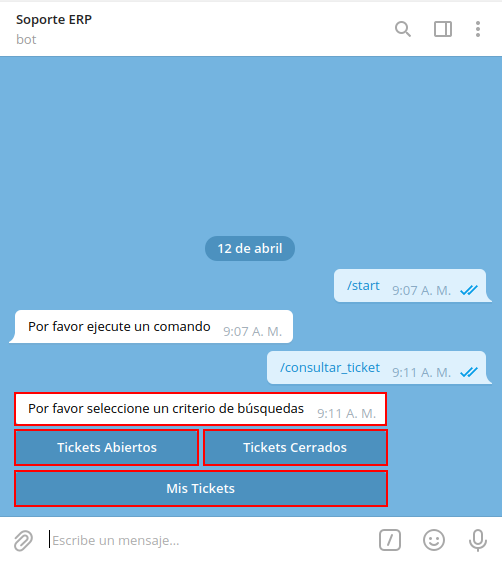 Soporte ERP
bot
12 de abril
/start 9:07 A. M.
Por favor ejecute un comando 9:07 A. M.
/consultar_ticket 9:11 A. M.
Por favor seleccione un criterio de búsquedas 9:11 A. M.
Tickets Abiertos Tickets Cerrados
Mis Tickets
Escribe un mensaje...